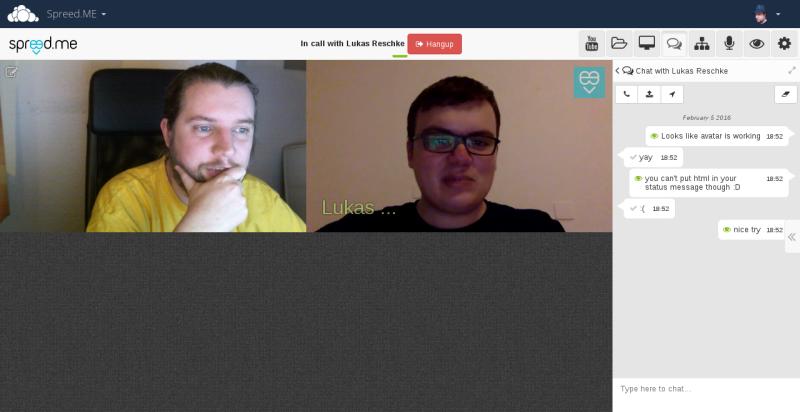 Spreed.ME
spreed.me
In call with Lukas Reschke
Hangup
You
Tube
Lukas ...
Chat with Lukas Reschke
February 5 2016
Looks like avatar is working 18:52
yay 18:52
you can't put html in your 18:52
status message though :D
:( 18:52
nice try 18:52
Type here to chat...